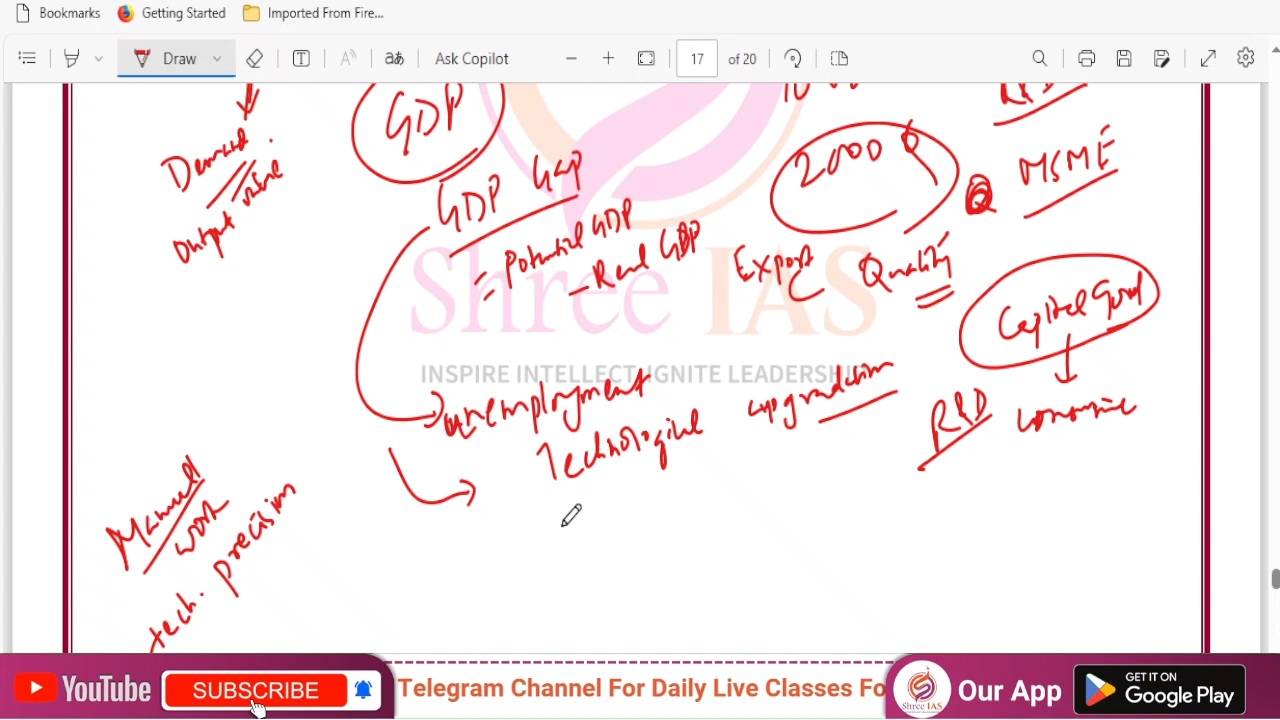 Bookmarks Getting Started Imported From Fire...
Draw Ask Copilot 17 of 20
GDP
Demand
Output
GDP Gap
- Potential GDP
- Real GDP
2000 Q
R&D
MSME
Export Quality
Capital Good
Shree IAS
INSPIRE INTELLECT IGNITE LEADERSHIP
unemployment
Technological upgradation
R&D
Manual
work
tech. precision
YouTube SUBSCRIBE
Telegram Channel For Daily Live Classes Fo
Shree IAS
Our App
GET IT ON
Google Play